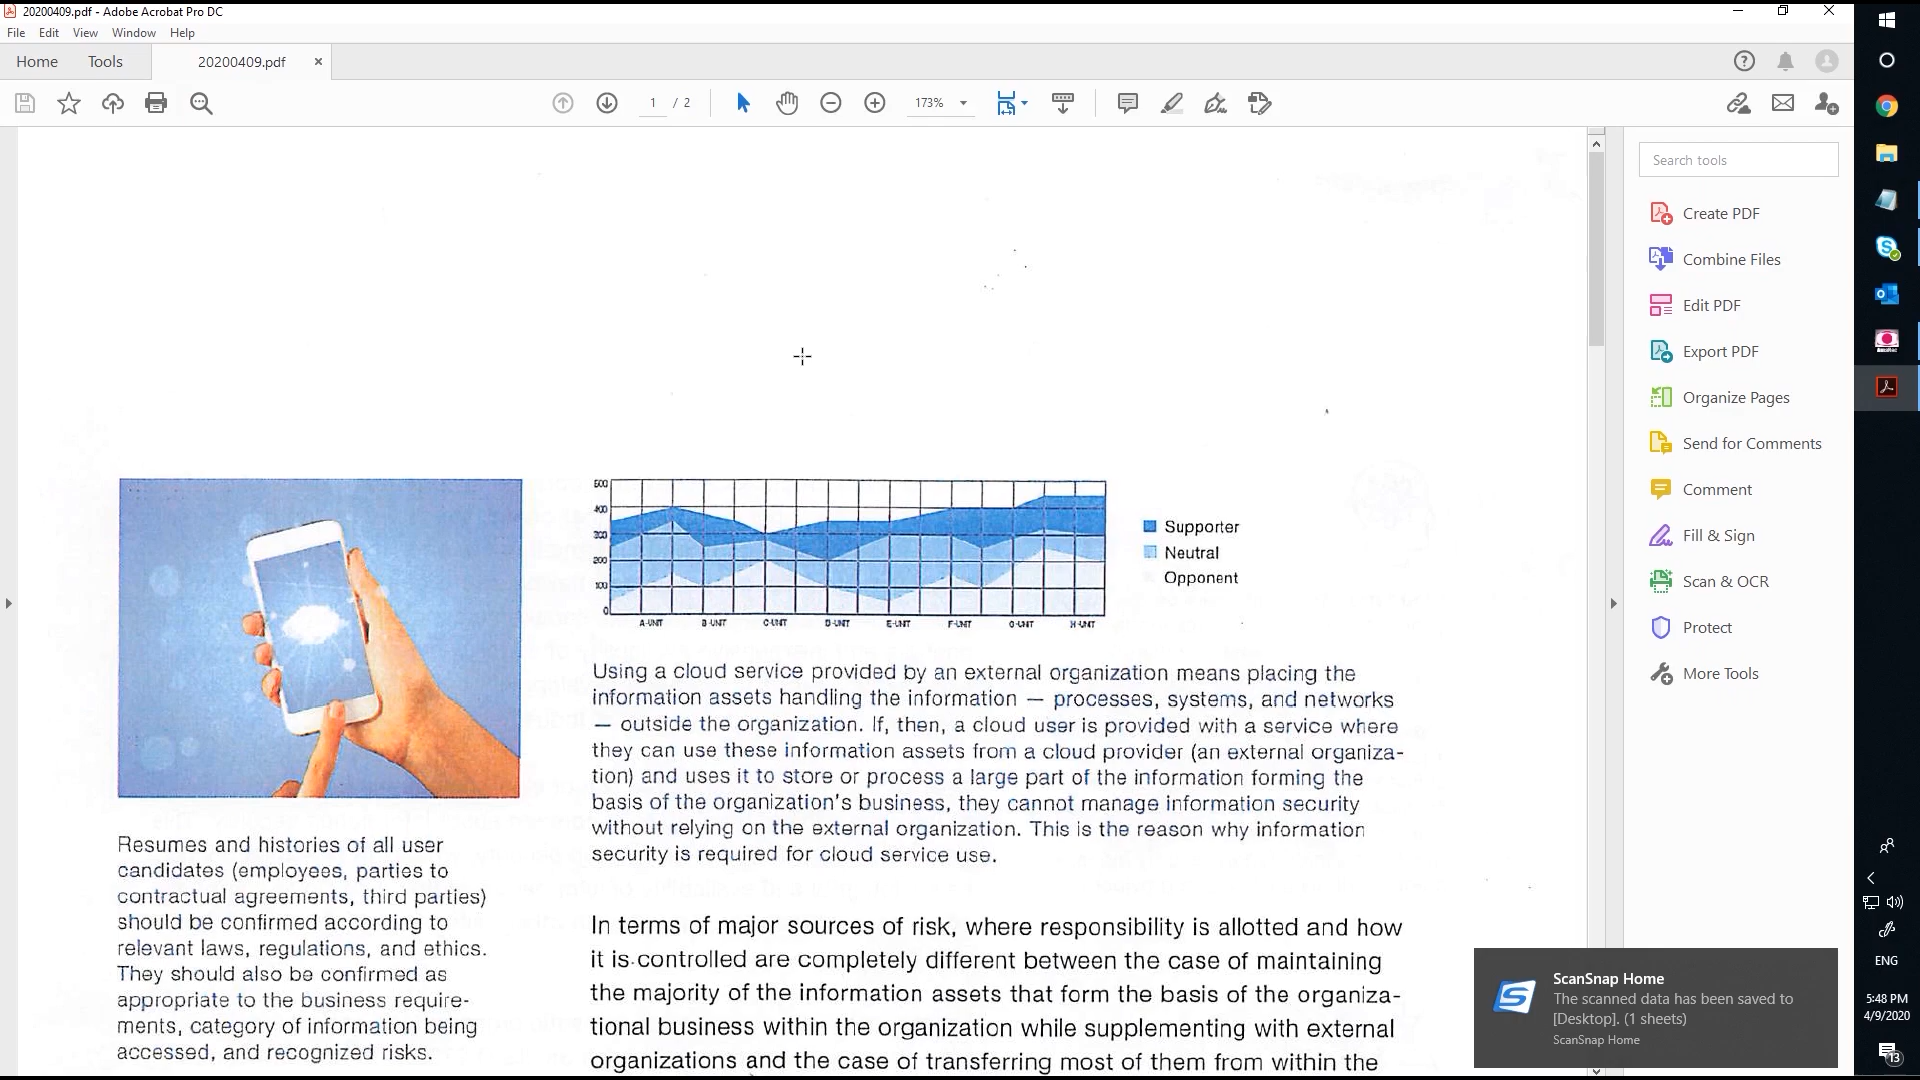 20200409.pdf - Adobe Acrobat Pro DC
File Edit View Window Help
Home Tools 20200409.pdf
1 / 2 173%
Search tools
Create PDF
Combine Files
Edit PDF
Export PDF
Organize Pages
Send for Comments
Comment
Fill & Sign
Scan & OCR
Protect
More Tools
500
400
300
200
100
0
A-UNIT B-UNIT C-UNIT D-UNIT E-UNIT F-UNIT G-UNIT H-UNIT
Supporter
Neutral
Opponent
Resumes and histories of all user
candidates (employees, parties to
contractual agreements, third parties)
should be confirmed according to
relevant laws, regulations, and ethics.
They should also be confirmed as
appropriate to the business require-
ments, category of information being
accessed, and recognized risks.
Using a cloud service provided by an external organization means placing the
information assets handling the information — processes, systems, and networks
— outside the organization. If, then, a cloud user is provided with a service where
they can use these information assets from a cloud provider (an external organiza-
tion) and uses it to store or process a large part of the information forming the
basis of the organization's business, they cannot manage information security
without relying on the external organization. This is the reason why information
security is required for cloud service use.
In terms of major sources of risk, where responsibility is allotted and how
it is controlled are completely different between the case of maintaining
the majority of the information assets that form the basis of the organiza-
tional business within the organization while supplementing with external
organizations and the case of transferring most of them from within the
ScanSnap Home
The scanned data has been saved to
[Desktop]. (1 sheets)
ScanSnap Home
ENG
5:48 PM
4/9/2020
13